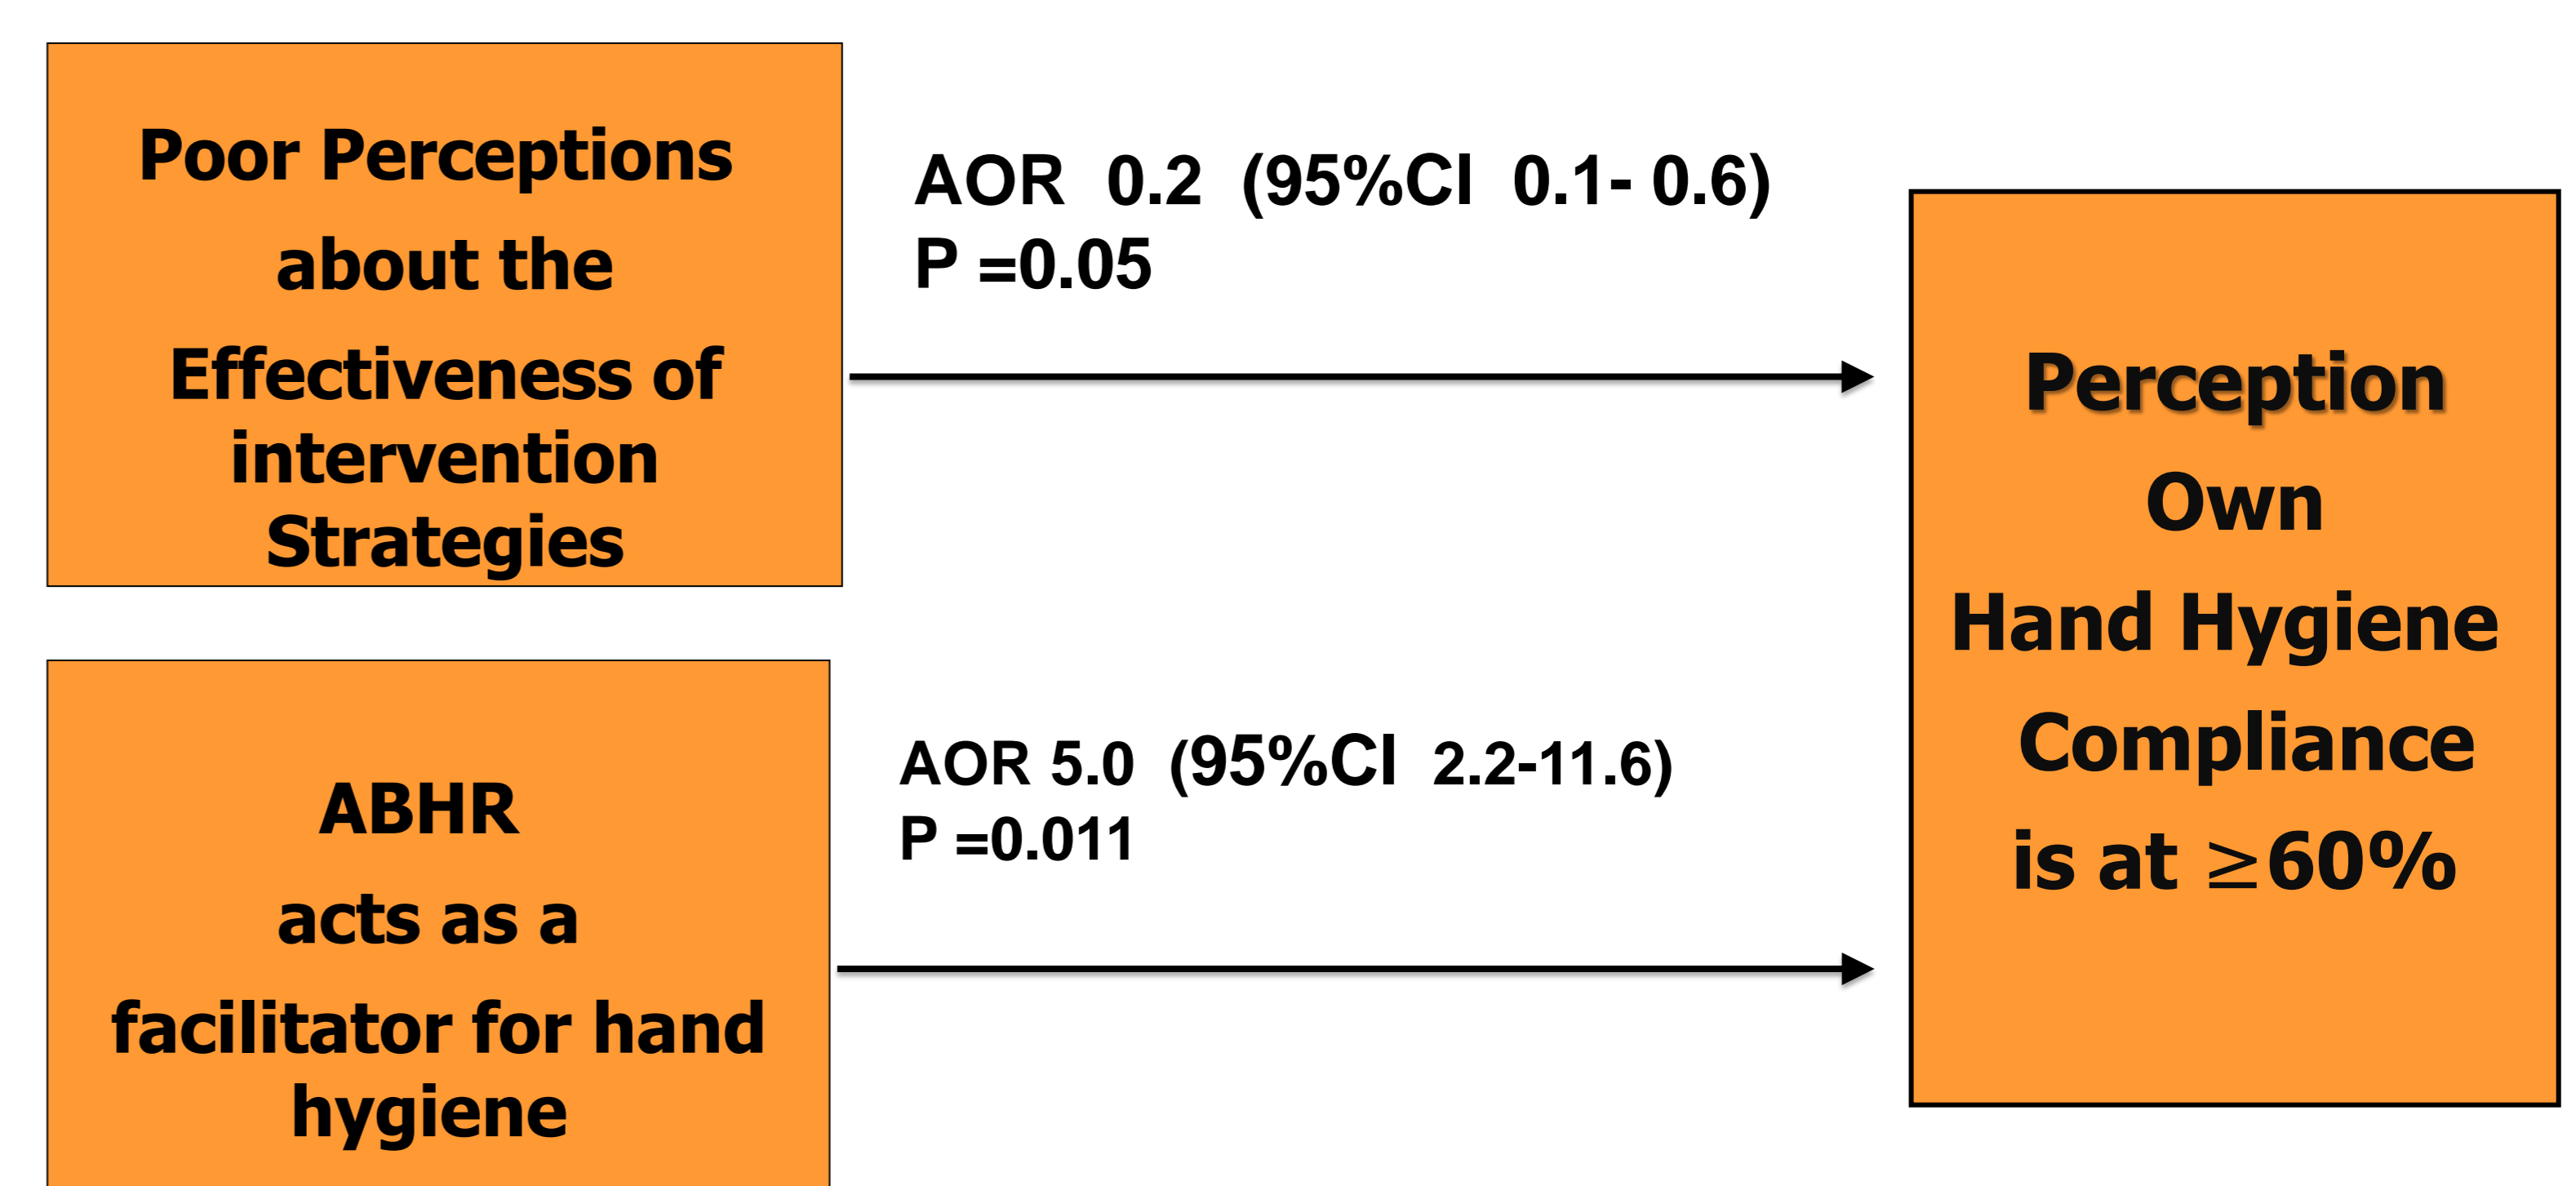 Poor Perceptions
about the
Effectiveness of
intervention
Strategies
AOR 0.2 (95%CI 0.1- 0.6)
P =0.05
ABHR
acts as a
facilitator for hand
hygiene
AOR 5.0 (95%CI 2.2-11.6)
P =0.011
Perception
Own
Hand Hygiene
Compliance
is at ≥60%